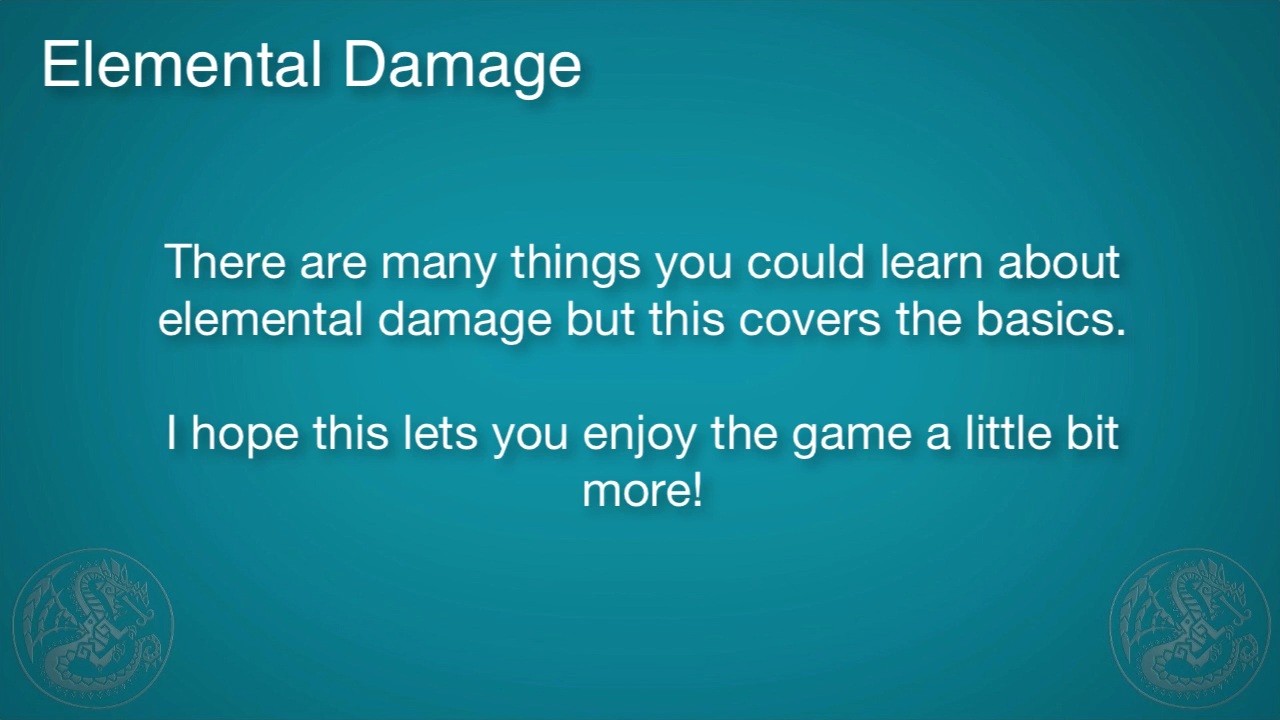 Elemental Damage
There are many things you could learn about
elemental damage but this covers the basics.
I hope this lets you enjoy the game a little bit
more!